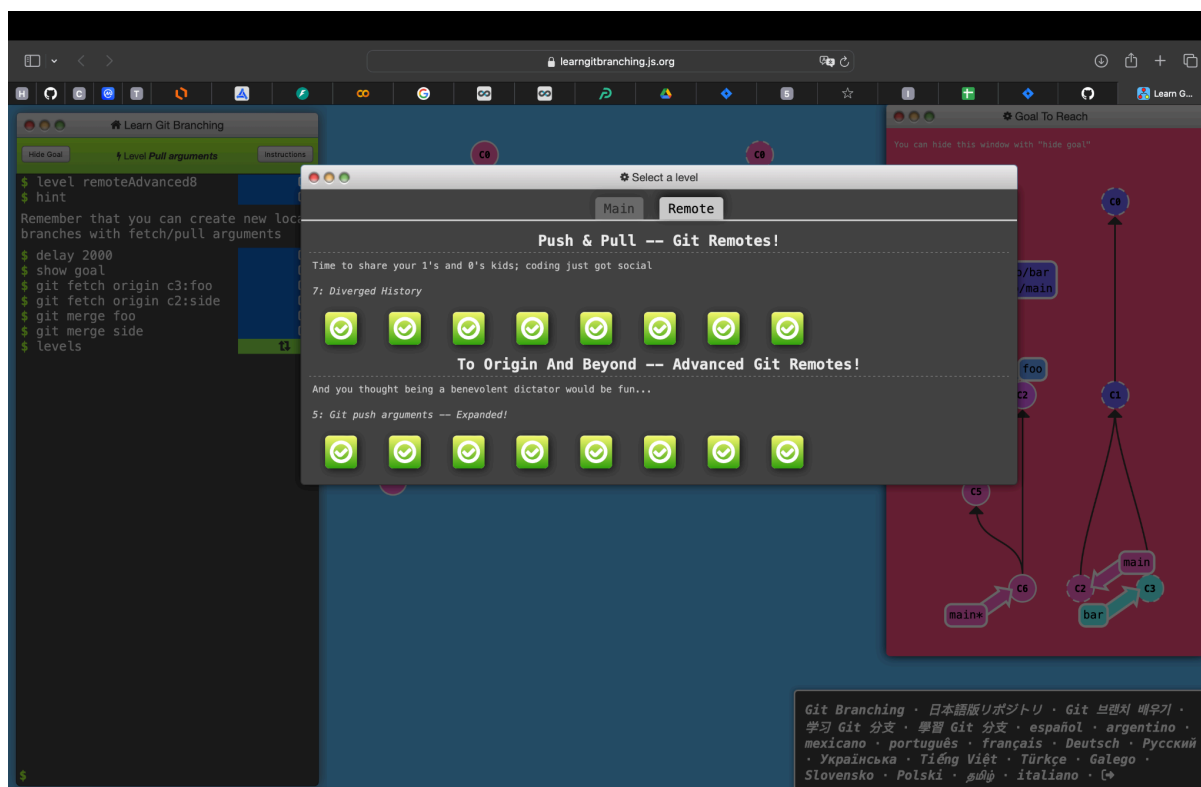 learngitbranching.js.org
Learn G...
Learn Git Branching
Hide Goal
Level Pull arguments
Instructions
$ level remoteAdvanced8
$ hint
Remember that you can create new loca
branches with fetch/pull arguments
$ delay 2000
$ show goal
$ git fetch origin c3:foo
$ git fetch origin c2:side
$ git merge foo
$ git merge side
$ levels
$
C0
C0
Select a level
Main
Remote
Push & Pull -- Git Remotes!
Time to share your 1's and 0's kids; coding just got social
7: Diverged History
To Origin And Beyond -- Advanced Git Remotes!
And you thought being a benevolent dictator would be fun...
5: Git push arguments -- Expanded!
Goal To Reach
You can hide this window with "hide goal"
C0
/bar
/main
foo
C2
C1
C5
main
C6
C2
C3
main*
bar
Git Branching · 日本語版リポジトリ · Git 브랜치 배우기 ·
学习 Git 分支 · 學習 Git 分支 · español · argentino ·
mexicano · português · français · Deutsch · Русский
· Українська · Tiếng Việt · Türkçe · Galego ·
Slovensko · Polski · தமிழ் · italiano ·